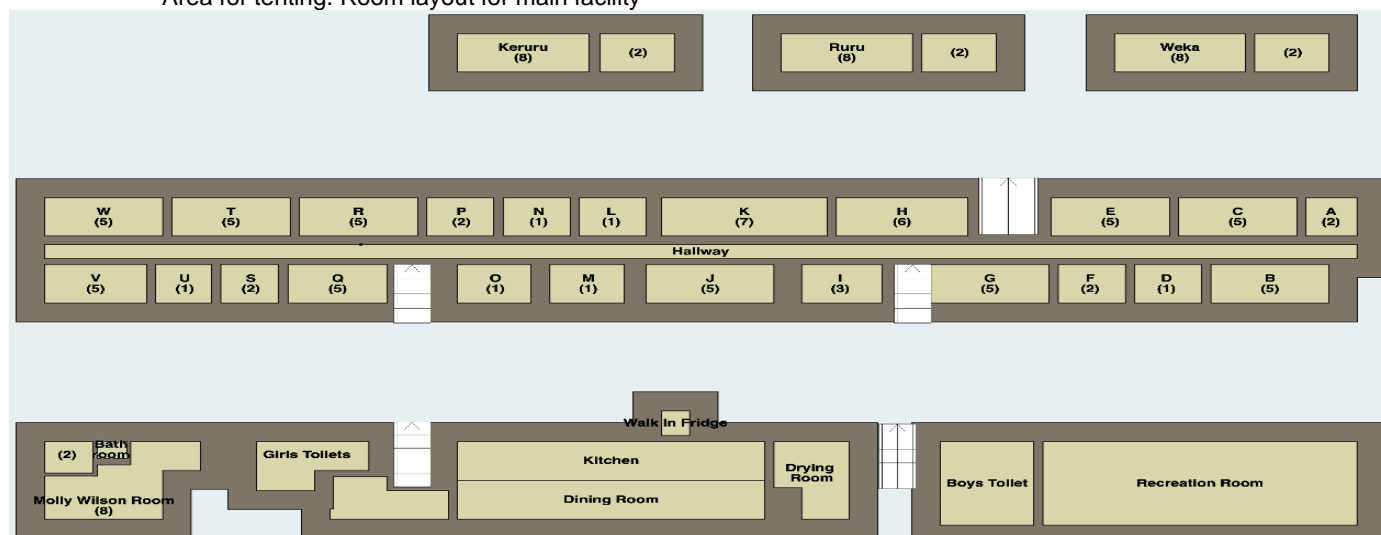 Area for tenting. Room layout for main facility
Keruru
(8)
(2)
Ruru
(8)
(2)
Weka
(8)
(2)
W
(5)
T
(5)
R
(5)
P
(2)
N
(1)
L
(1)
K
(7)
H
(6)
E
(5)
C
(5)
A
(2)
Hallway
V
(5)
U
(1)
S
(2)
Q
(5)
O
(1)
M
(1)
J
(5)
I
(3)
G
(5)
F
(2)
D
(1)
B
(5)
Walk In Fridge
(2)
Bath
room
Girls Toilets
Kitchen
Drying
Room
Molly Wilson Room
(8)
Dining Room
Boys Toilet
Recreation Room